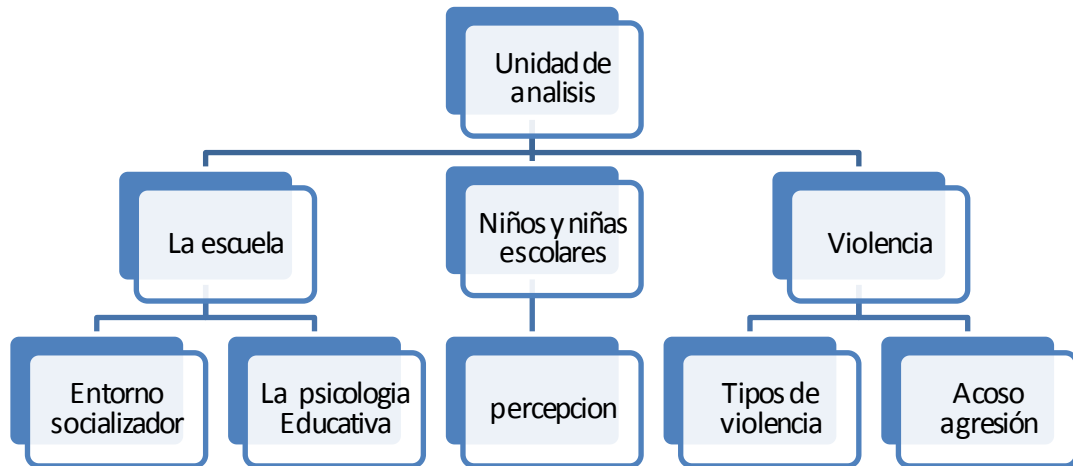 Unidad de
analisis
La escuela
Niños y niñas
escolares
Violencia
Entorno
socializador
La psicologia
Educativa
percepcion
Tipos de
violencia
Acoso
agresión